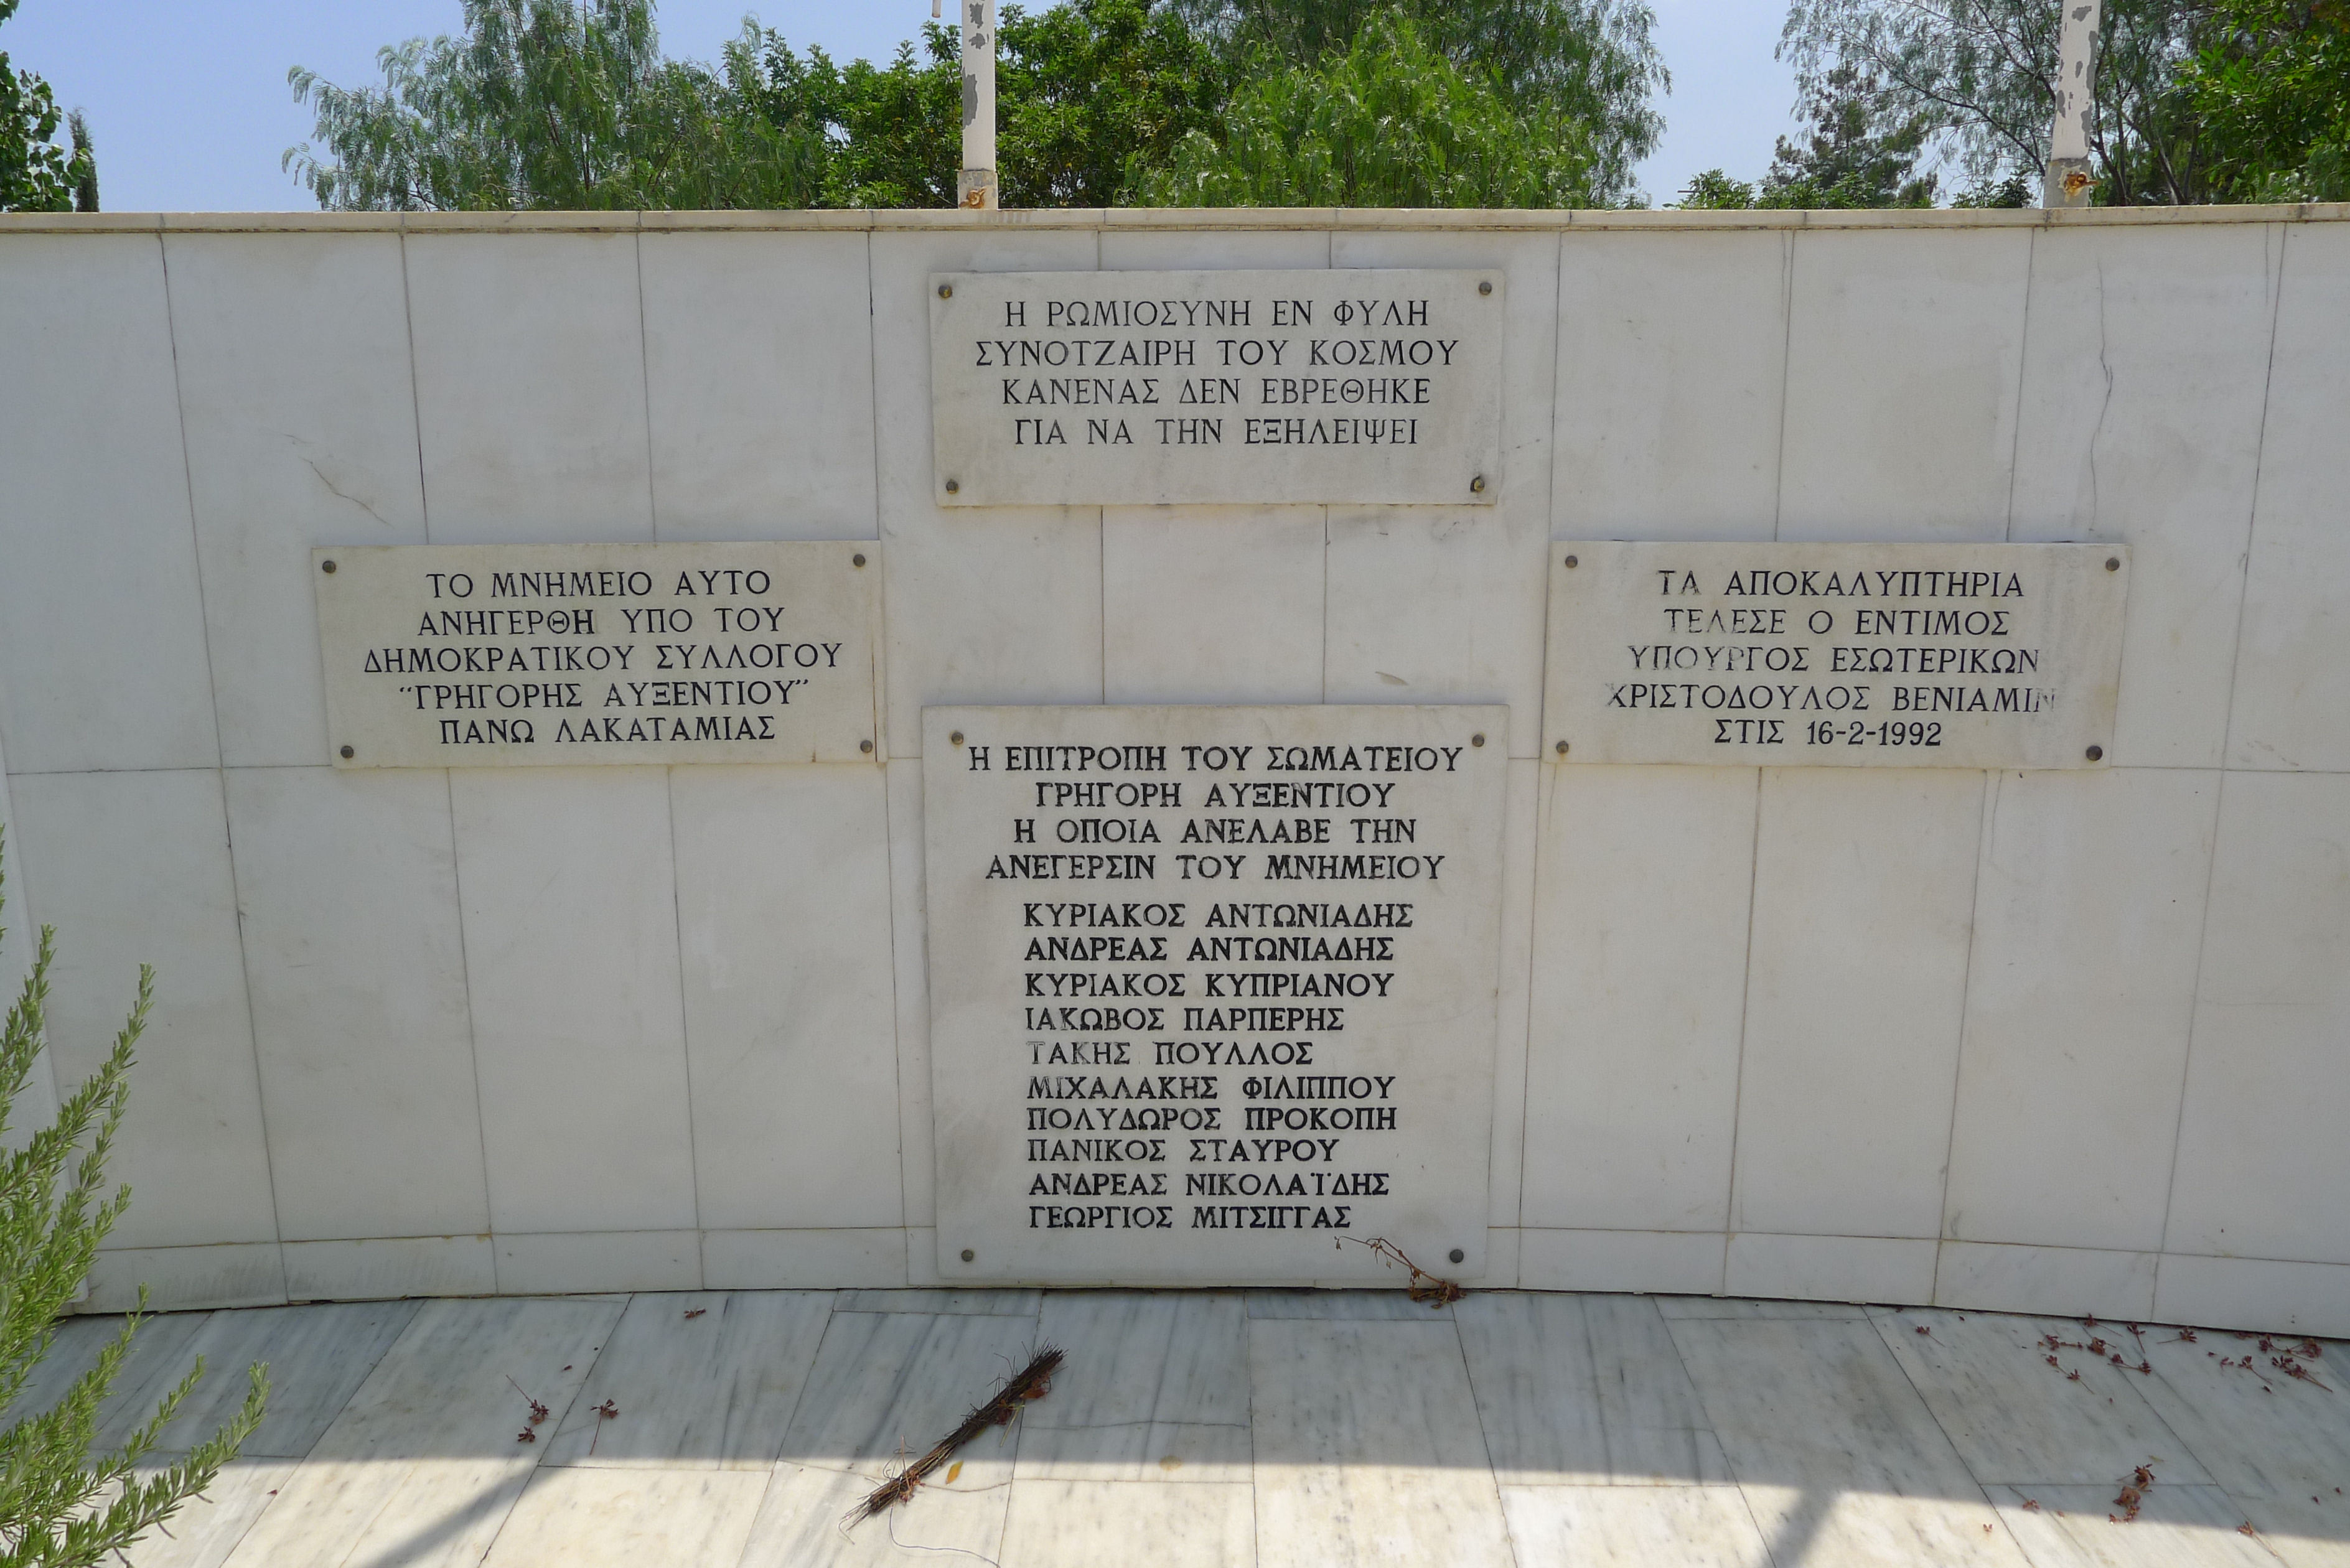 Η ΡΩΜΙΟΣΥΝΗ ΕΝ ΦΥΛΗ
ΣΥΝΟΤΖΑΙΡΗ ΤΟΥ ΚΟΣΜΟΥ
ΚΑΝΕΝΑΣ ΔΕΝ ΕΒΡΕΘΗΚΕ
ΓΙΑ ΝΑ ΤΗΝ ΕΞΗΛΕΙΨΕΙ
ΤΟ ΜΝΗΜΕΙΟ ΑΥΤΟ
ΑΝΗΓΕΡΘΗ ΥΠΟ ΤΟΥ
ΔΗΜΟΚΡΑΤΙΚΟΥ ΣΥΛΛΟΓΟΥ
“ΓΡΗΓΟΡΗΣ ΑΥΞΕΝΤΙΟΥ”
ΠΑΝΩ ΛΑΚΑΤΑΜΙΑΣ
ΤΑ ΑΠΟΚΑΛΥΠΤΗΡΙΑ
ΤΕΛΕΣΕ Ο ΕΝΤΙΜΟΣ
ΥΠΟΥΡΓΟΣ ΕΣΩΤΕΡΙΚΩΝ
ΧΡΙΣΤΟΔΟΥΛΟΣ ΒΕΝΙΑΜΙΝ
ΣΤΙΣ 16-2-1992
Η ΕΠΙΤΡΟΠΗ ΤΟΥ ΣΩΜΑΤΕΙΟΥ
ΓΡΗΓΟΡΗ ΑΥΞΕΝΤΙΟΥ
Η ΟΠΟΙΑ ΑΝΕΛΑΒΕ ΤΗΝ
ΑΝΕΓΕΡΣΙΝ ΤΟΥ ΜΝΗΜΕΙΟΥ
ΚΥΡΙΑΚΟΣ ΑΝΤΩΝΙΑΔΗΣ
ΑΝΔΡΕΑΣ ΑΝΤΩΝΙΑΔΗΣ
ΚΥΡΙΑΚΟΣ ΚΥΠΡΙΑΝΟΥ
ΙΑΚΩΒΟΣ ΠΑΡΠΕΡΗΣ
ΤΑΚΗΣ ΠΟΥΛΛΟΣ
ΜΙΧΑΛΑΚΗΣ ΦΙΛΙΠΠΟΥ
ΠΟΛΥΔΩΡΟΣ ΠΡΟΚΟΠΗ
ΠΑΝΙΚΟΣ ΣΤΑΥΡΟΥ
ΑΝΔΡΕΑΣ ΝΙΚΟΛΑΪΔΗΣ
ΓΕΩΡΓΙΟΣ ΜΙΤΣΙΓΓΑΣ